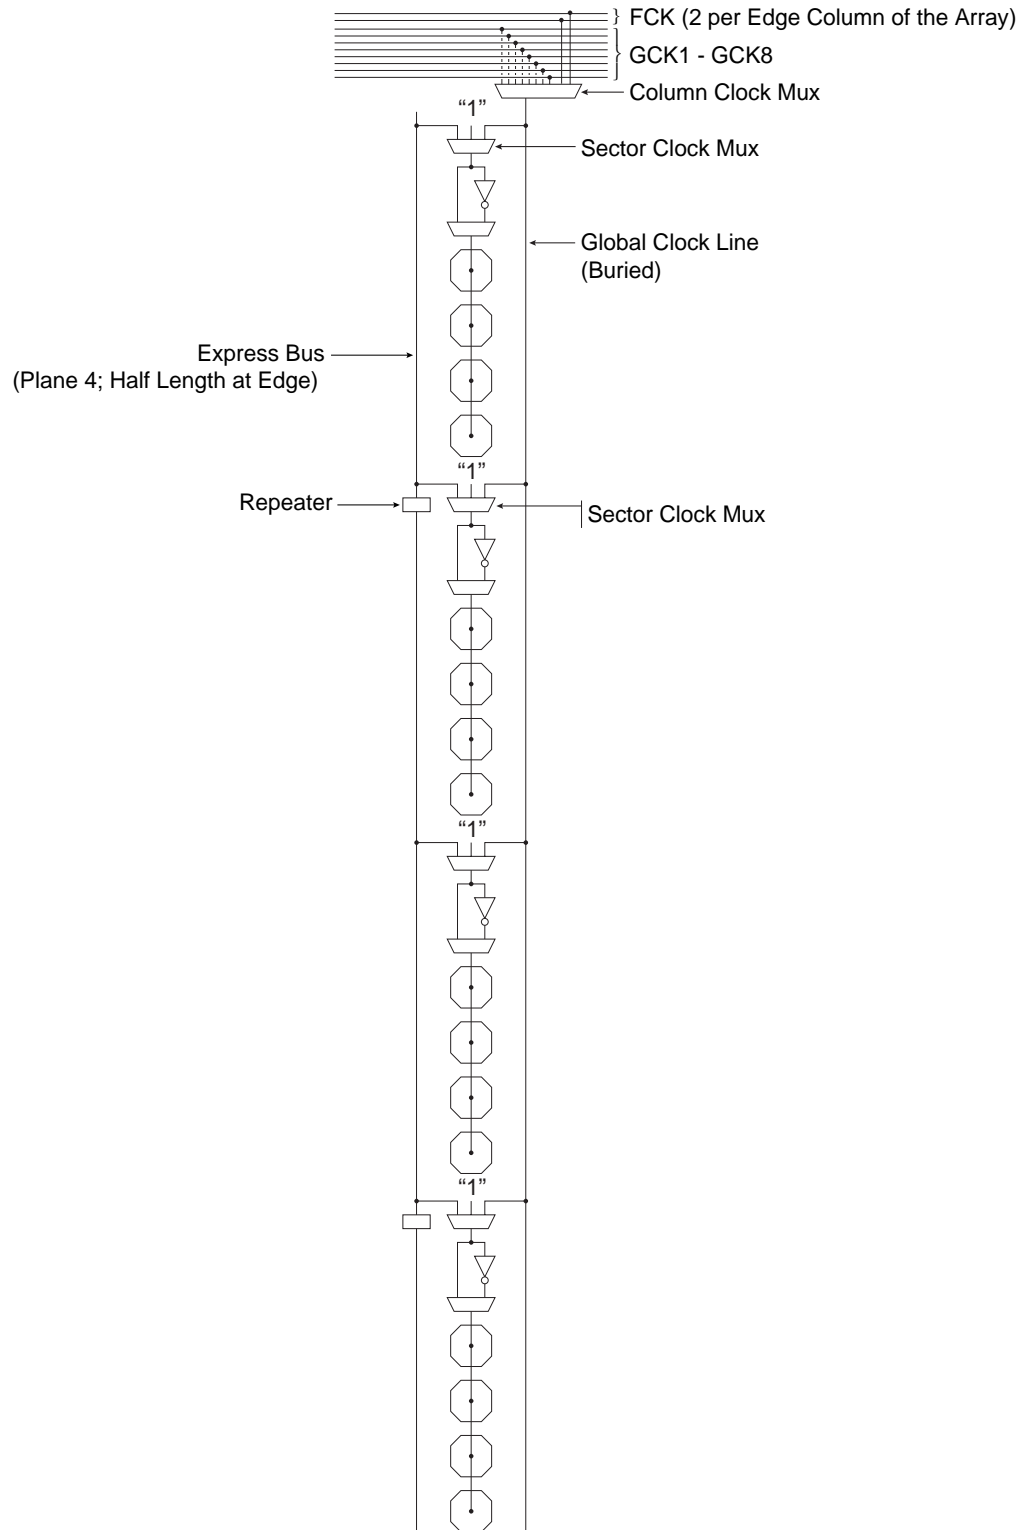 FCK (2 per Edge Column of the Array)
GCK1 - GCK8
Column Clock Mux
“1”
Sector Clock Mux
Global Clock Line
(Buried)
Express Bus
(Plane 4; Half Length at Edge)
“1”
Repeater
Sector Clock Mux
“1”
“1”